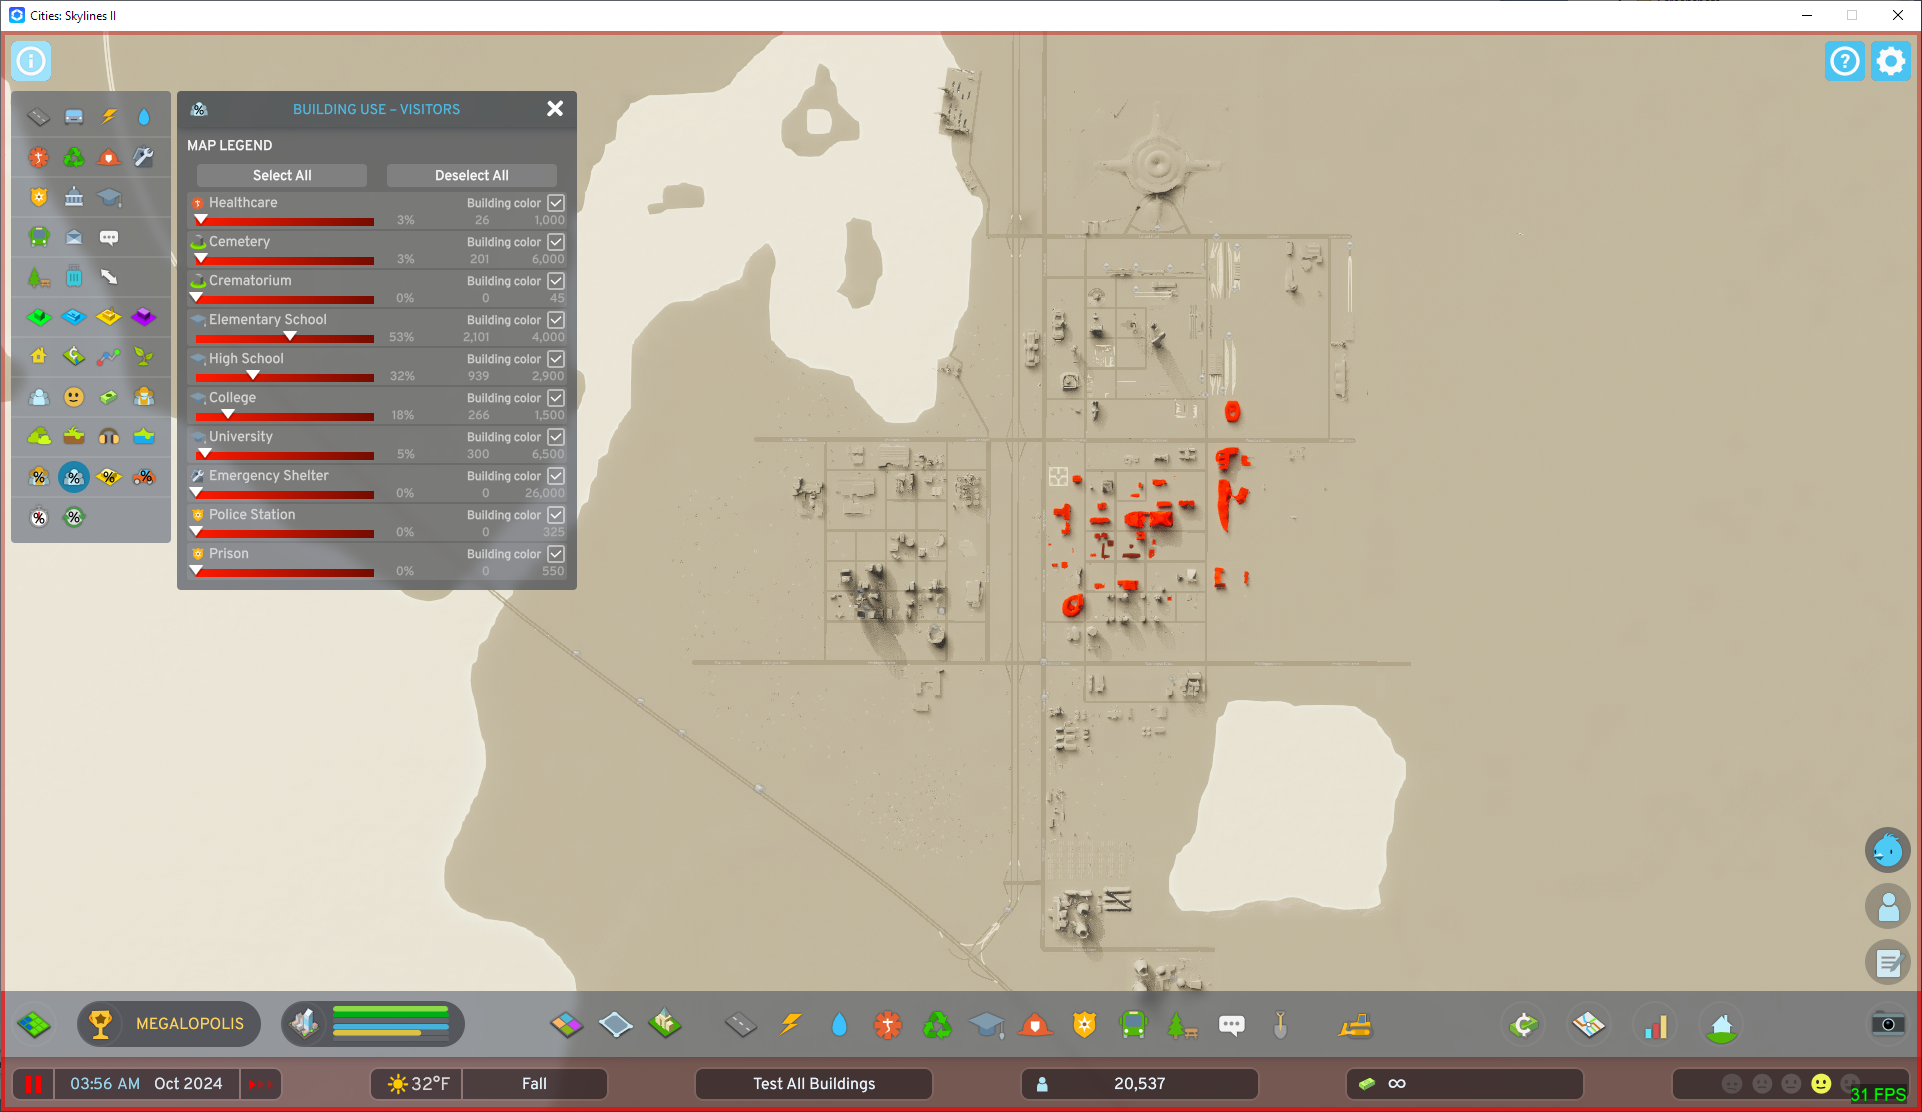 Cities: Skylines II
BUILDING USE – VISITORS
MAP LEGEND
Select All
Deselect All
Healthcare Building color
3% 26 1,000
Cemetery Building color
3% 201 6,000
Crematorium Building color
0% 0 45
Elementary School Building color
53% 2,101 4,000
High School Building color
32% 939 2,900
College Building color
18% 266 1,500
University Building color
5% 300 6,500
Emergency Shelter Building color
0% 0 26,000
Police Station Building color
0% 0 325
Prison Building color
0% 0 550
MEGALOPOLIS
03:56 AM Oct 2024
32°F
Fall
Test All Buildings
20,537
∞
31 FPS